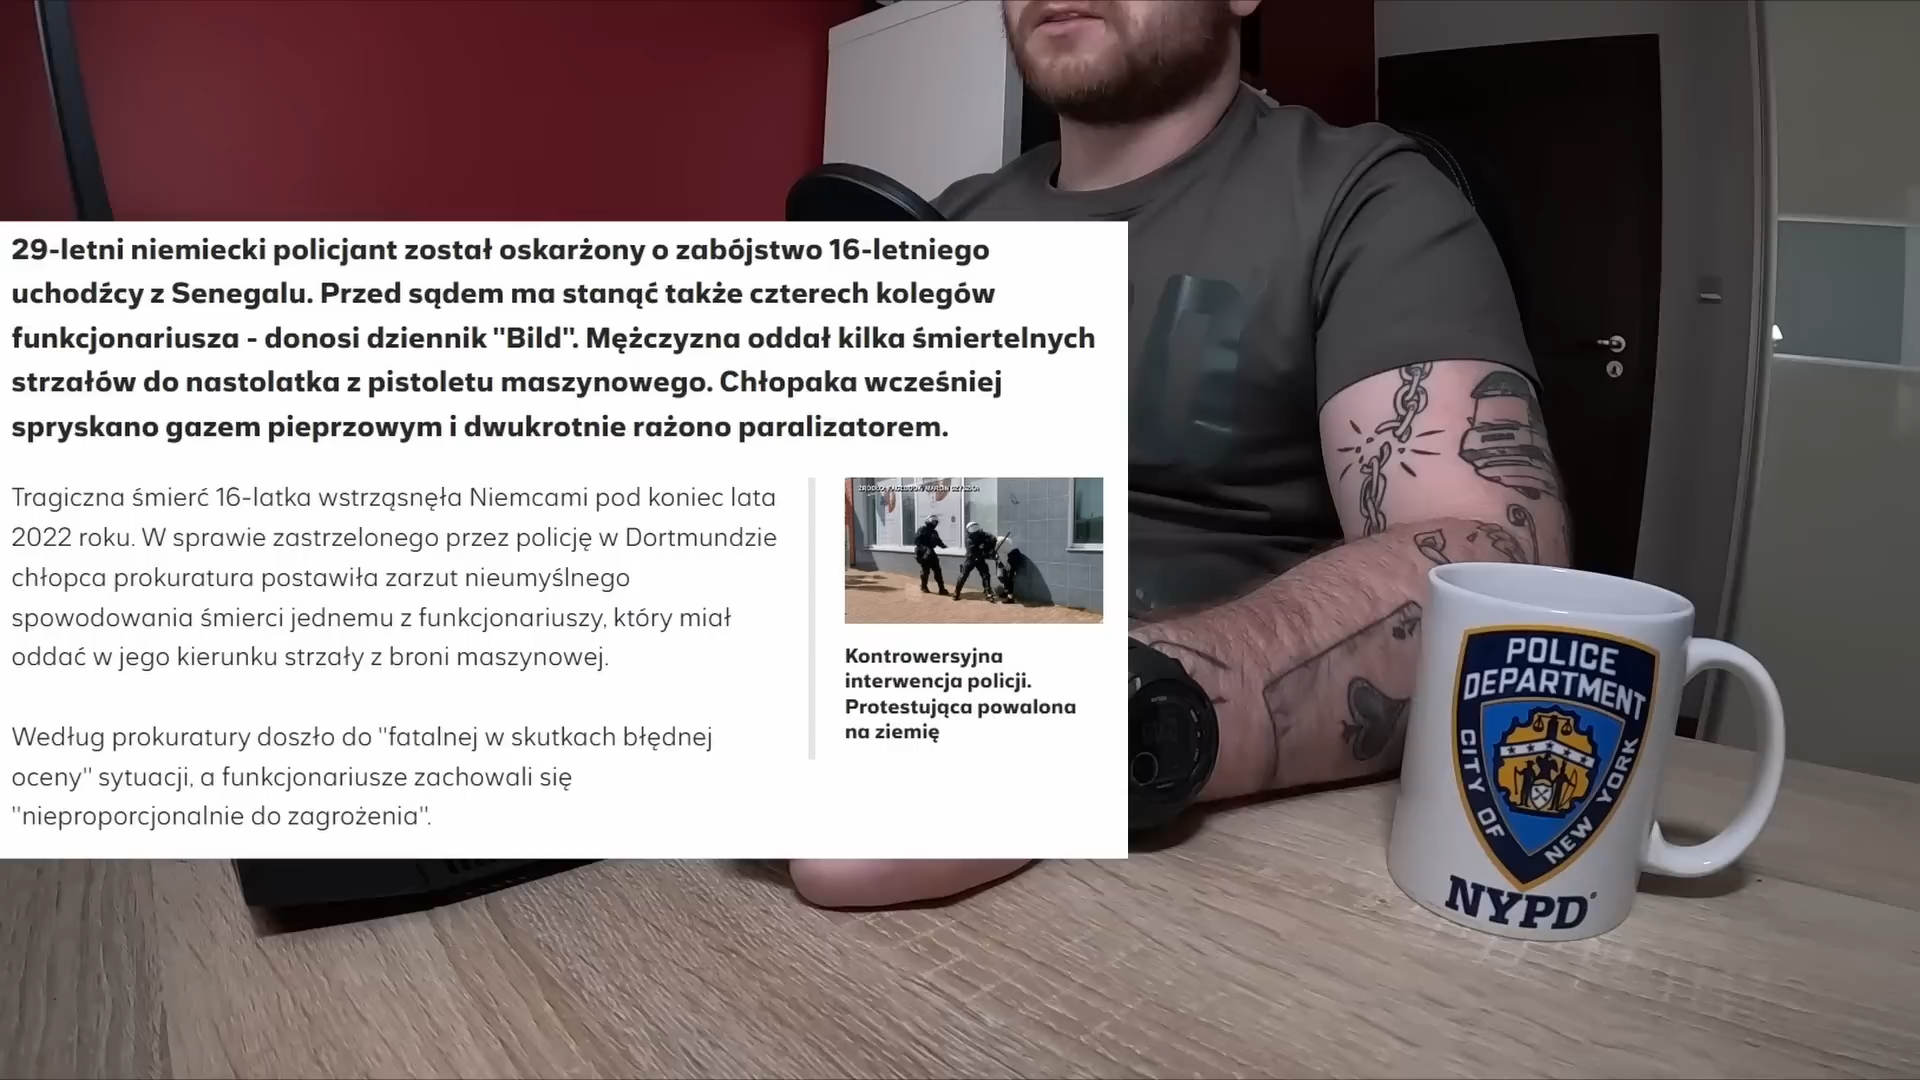 29-letni niemiecki policjant został oskarżony o zabójstwo 16-letniego
uchodźcy z Senegalu. Przed sądem ma stanąć także czterech kolegów
funkcjonariusza - donosi dziennik "Bild". Mężczyzna oddał kilka śmiertelnych
strzałów do nastolatka z pistoletu maszynowego. Chłopaka wcześniej
spryskano gazem pieprzowym i dwukrotnie rażono paralizatorem.
Tragiczna śmierć 16-latka wstrząsnęła Niemcami pod koniec lata
2022 roku. W sprawie zastrzelonego przez policję w Dortmundzie
chłopca prokuratura postawiła zarzut nieumyślnego
spowodowania śmierci jednemu z funkcjonariuszy, który miał
oddać w jego kierunku strzały z broni maszynowej.
Według prokuratury doszło do "fatalnej w skutkach błędnej
oceny" sytuacji, a funkcjonariusze zachowali się
"nieproporcjonalnie do zagrożenia".
Kontrowersyjna
interwencja policji.
Protestująca powalona
na ziemię
POLICE
DEPARTMENT
CITY OF
NEW YORK
NYPD